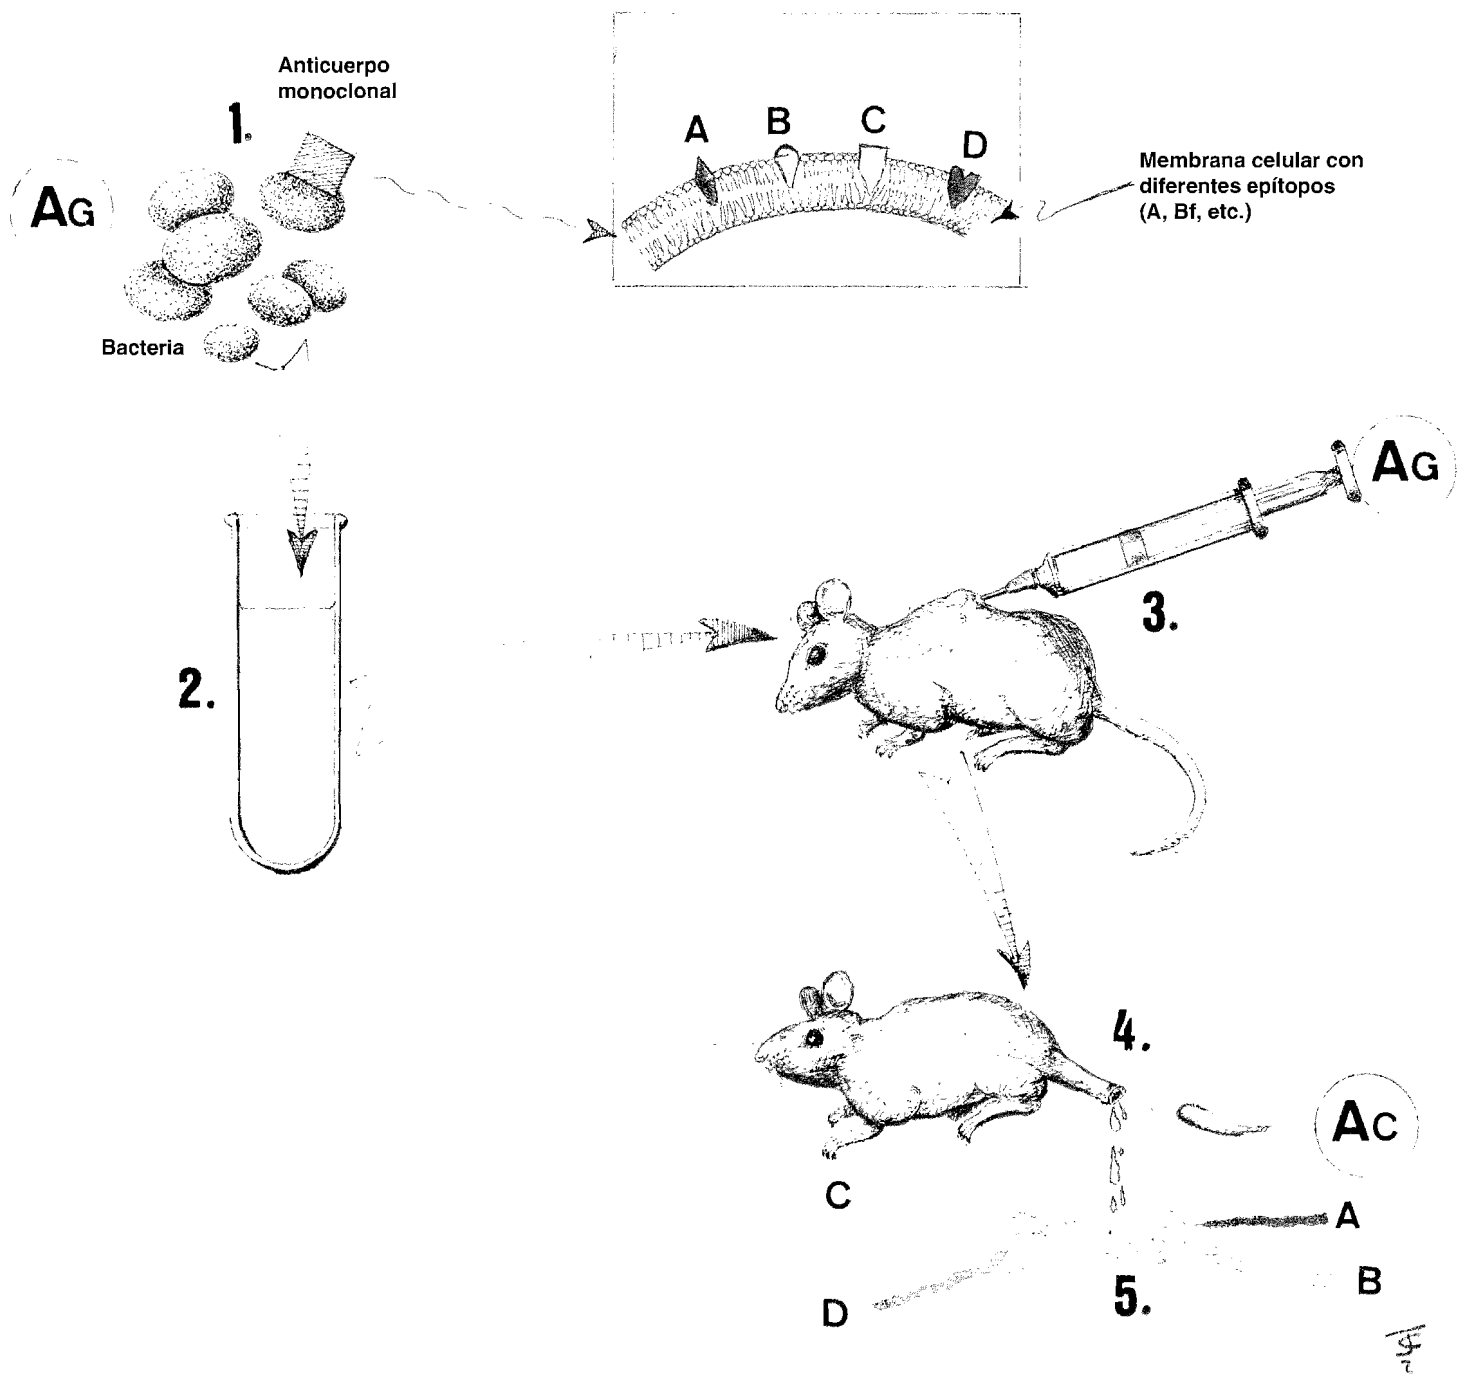 Anticuerpo
monoclonal
1.
AG
Bacteria
A
B
C
D
Membrana celular con
diferentes epítopos
(A, Bf, etc.)
AG
2.
3.
4.
AC
C
A
B
D
5.